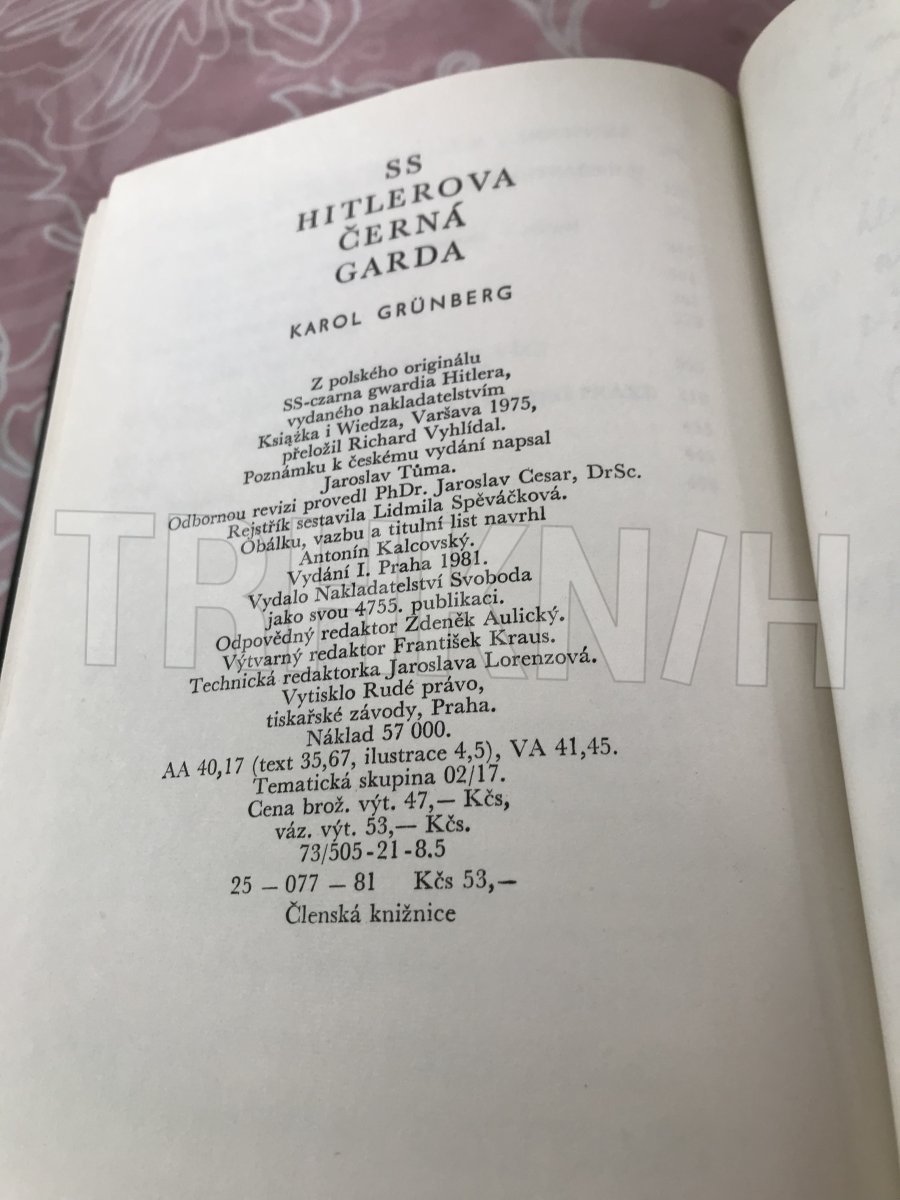 SS
HITLEROVA
ČERNÁ
GARDA
KAROL GRÜNBERG
Z polského originálu
SS-czarna gwardia Hitlera,
vydaného nakladatelstvím
Książka i Wiedza, Varšava 1975,
přeložil Richard Vyhlídal.
Poznámku k českému vydání napsal
Jaroslav Tůma.
Odbornou revizi provedl PhDr. Jaroslav Cesar, DrSc.
Rejstřík sestavila Lidmila Spěváčková.
Obálku, vazbu a titulní list navrhl
Antonín Kalcovský.
Vydání I. Praha 1981.
Vydalo Nakladatelství Svoboda
jako svou 4755. publikaci.
Odpovědný redaktor Zdeněk Aulický.
Výtvarný redaktor František Kraus.
Technická redaktorka Jaroslava Lorenzová.
Vytisklo Rudé právo,
tiskařské závody, Praha.
Náklad 57 000.
AA 40,17 (text 35,67, ilustrace 4,5), VA 41,45.
Tematická skupina 02/17.
Cena brož. výt. 47,— Kčs,
váz. výt. 53,— Kčs.
73/505-21-8.5
25 — 077 — 81 Kčs 53,—
Členská knižnice